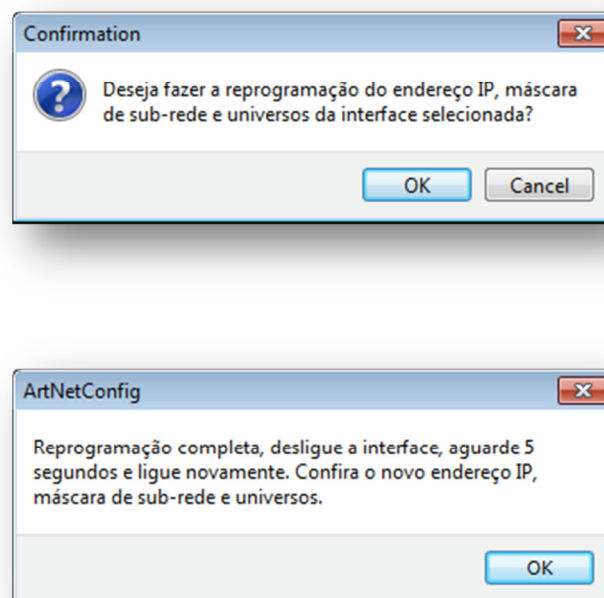 Confirmation
Deseja fazer a reprogramação do endereço IP, máscara
de sub-rede e universos da interface selecionada?
OK Cancel
ArtNetConfig
Reprogramação completa, desligue a interface, aguarde 5
segundos e ligue novamente. Confira o novo endereço IP,
máscara de sub-rede e universos.
OK